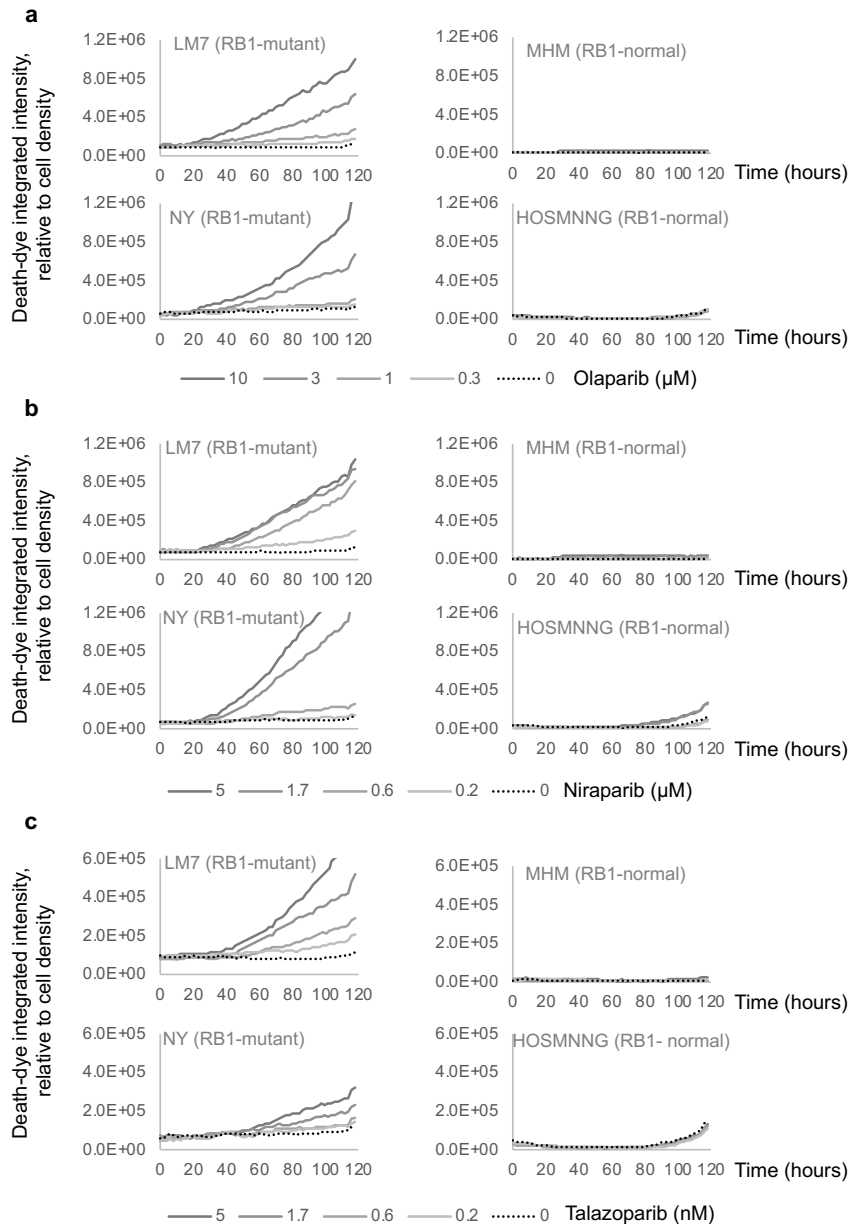 a
Death-dye integrated intensity,
relative to cell density
LM7 (RB1-mutant)
1.2E+06
8.0E+05
4.0E+05
0.0E+00
0 20 40 60 80 100 120
MHM (RB1-normal)
1.2E+06
8.0E+05
4.0E+05
0.0E+00
0 20 40 60 80 100 120 Time (hours)
NY (RB1-mutant)
1.2E+06
8.0E+05
4.0E+05
0.0E+00
0 20 40 60 80 100 120
HOSMNNG (RB1-normal)
1.2E+06
8.0E+05
4.0E+05
0.0E+00
0 20 40 60 80 100 120 Time (hours)
10 3 1 0.3 0 Olaparib (µM)
b
Death-dye integrated intensity,
relative to cell density
LM7 (RB1-mutant)
1.2E+06
8.0E+05
4.0E+05
0.0E+00
0 20 40 60 80 100 120
MHM (RB1-normal)
1.2E+06
8.0E+05
4.0E+05
0.0E+00
0 20 40 60 80 100 120 Time (hours)
NY (RB1-mutant)
1.2E+06
8.0E+05
4.0E+05
0.0E+00
0 20 40 60 80 100 120
HOSMNNG (RB1-normal)
1.2E+06
8.0E+05
4.0E+05
0.0E+00
0 20 40 60 80 100 120 Time (hours)
5 1.7 0.6 0.2 0 Niraparib (µM)
c
Death-dye integrated intensity,
relative to cell density
LM7 (RB1-mutant)
6.0E+05
4.0E+05
2.0E+05
0.0E+00
0 20 40 60 80 100 120
MHM (RB1-normal)
6.0E+05
4.0E+05
2.0E+05
0.0E+00
0 20 40 60 80 100 120 Time (hours)
NY (RB1-mutant)
6.0E+05
4.0E+05
2.0E+05
0.0E+00
0 20 40 60 80 100 120
HOSMNNG (RB1- normal)
6.0E+05
4.0E+05
2.0E+05
0.0E+00
0 20 40 60 80 100 120 Time (hours)
5 1.7 0.6 0.2 0 Talazoparib (nM)